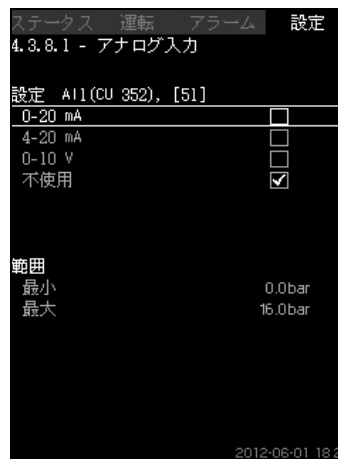 ステータス 運転 アラーム 設定
4.3.8.1 - アナログ入力
設定 AI1(CU 352), [51]
0-20 mA
4-20 mA
0-10 V
不使用
範囲
最小 0.0bar
最大 16.0bar
2012-06-01 18:2